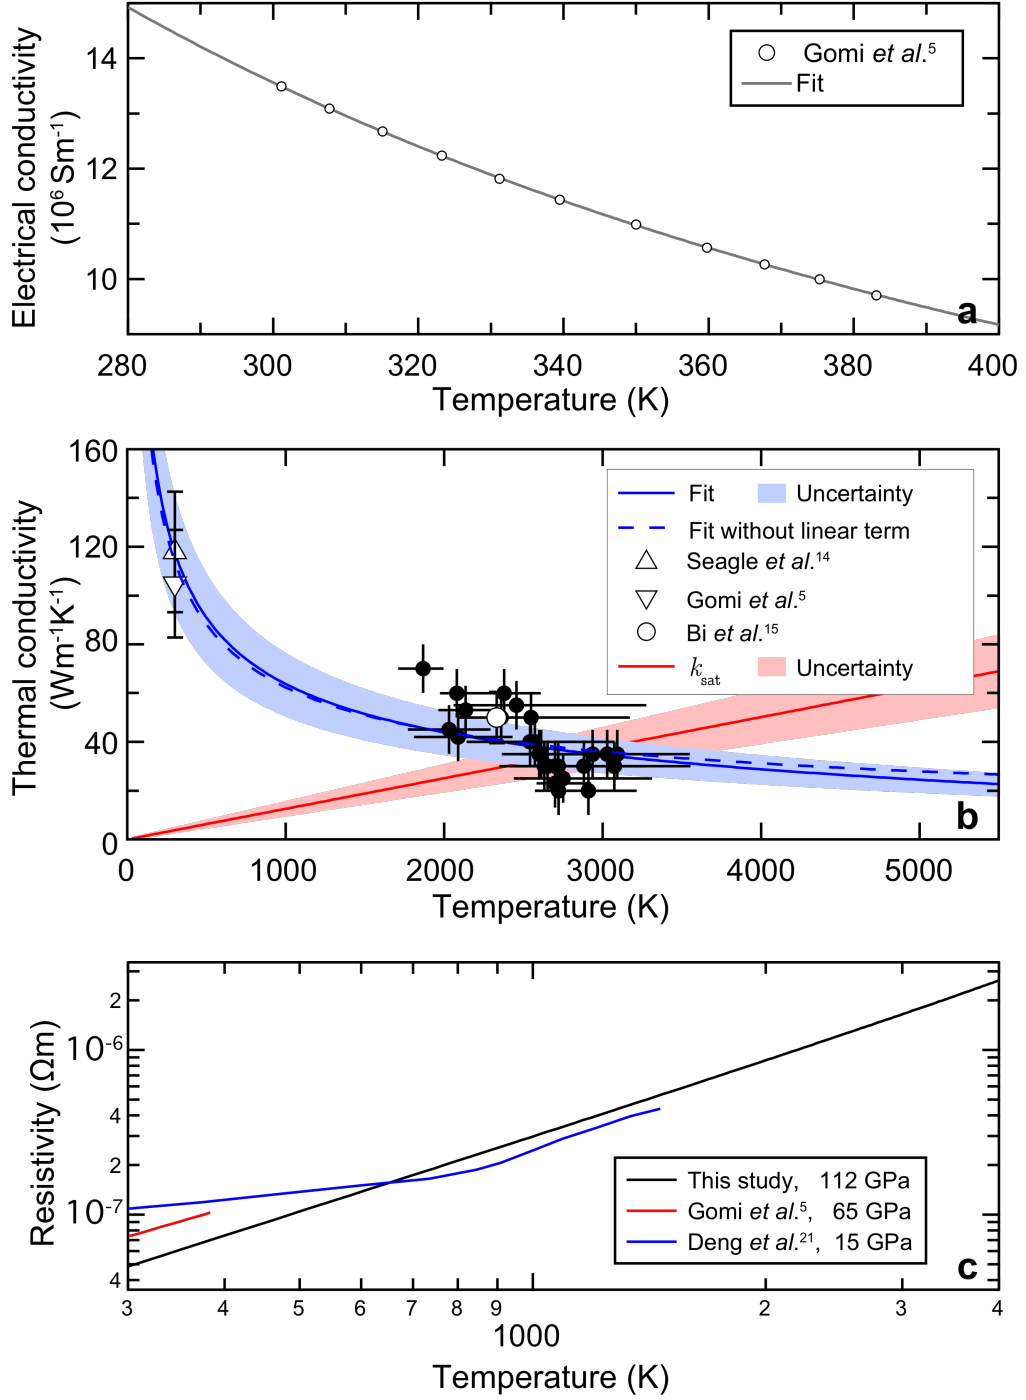 Electrical conductivity
(10⁶ Sm⁻¹)
14
12
10
Gomi et al.⁵
Fit
a
280
300
320
340
360
380
400
Temperature (K)
Thermal conductivity
(Wm⁻¹K⁻¹)
160
120
80
40
0
Fit
Uncertainty
Fit without linear term
Seagle et al.¹⁴
Gomi et al.⁵
Bi et al.¹⁵
k_sat
Uncertainty
b
0
1000
2000
3000
4000
5000
Temperature (K)
Resistivity (Ωm)
2
10⁻⁶
4
2
10⁻⁷
4
This study, 112 GPa
Gomi et al.⁵, 65 GPa
Deng et al.²¹, 15 GPa
c
3
4
5
6
7
8
9
1000
2
3
4
Temperature (K)